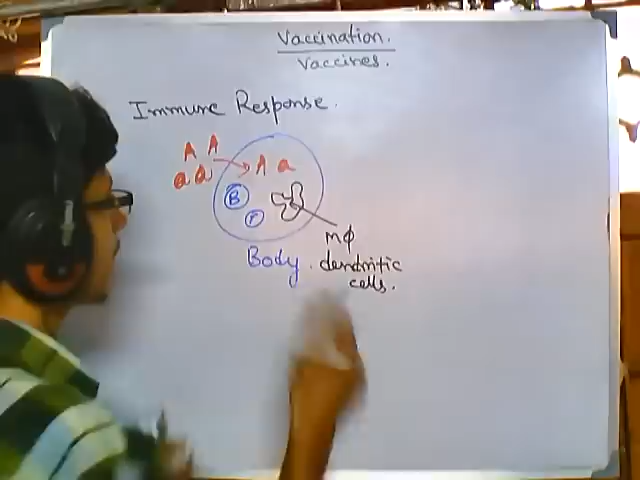 Vaccination.
Vaccines.
Immune Response.
A A
a a
A a
B
T
Mφ
Body. dendritic
cells.